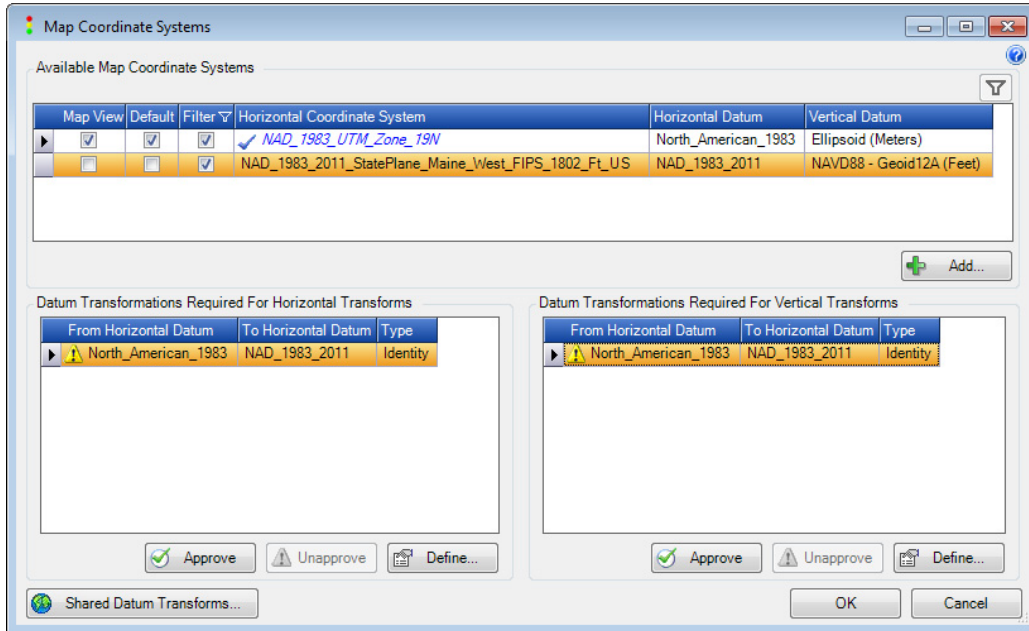 Map Coordinate Systems
Available Map Coordinate Systems
Map View Default Filter Horizontal Coordinate System Horizontal Datum Vertical Datum
NAD_1983_UTM_Zone_19N North_American_1983 Ellipsoid (Meters)
NAD_1983_2011_StatePlane_Maine_West_FIPS_1802_Ft_US NAD_1983_2011 NAVD88 - Geoid12A (Feet)
Add...
Datum Transformations Required For Horizontal Transforms
From Horizontal Datum To Horizontal Datum Type
North_American_1983 NAD_1983_2011 Identity
Approve Unapprove Define...
Datum Transformations Required For Vertical Transforms
From Horizontal Datum To Horizontal Datum Type
North_American_1983 NAD_1983_2011 Identity
Approve Unapprove Define...
Shared Datum Transforms...
OK Cancel